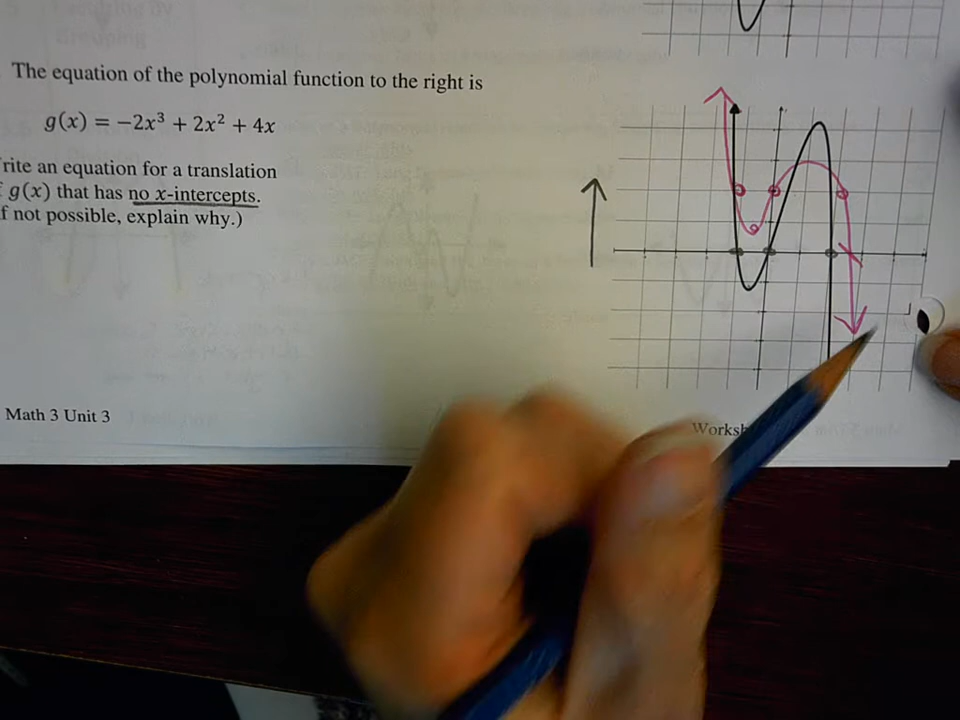 The equation of the polynomial function to the right is
g(x) = −2x³ + 2x² + 4x
rite an equation for a translation
g(x) that has no x-intercepts.
f not possible, explain why.)
Math 3 Unit 3
Worksh